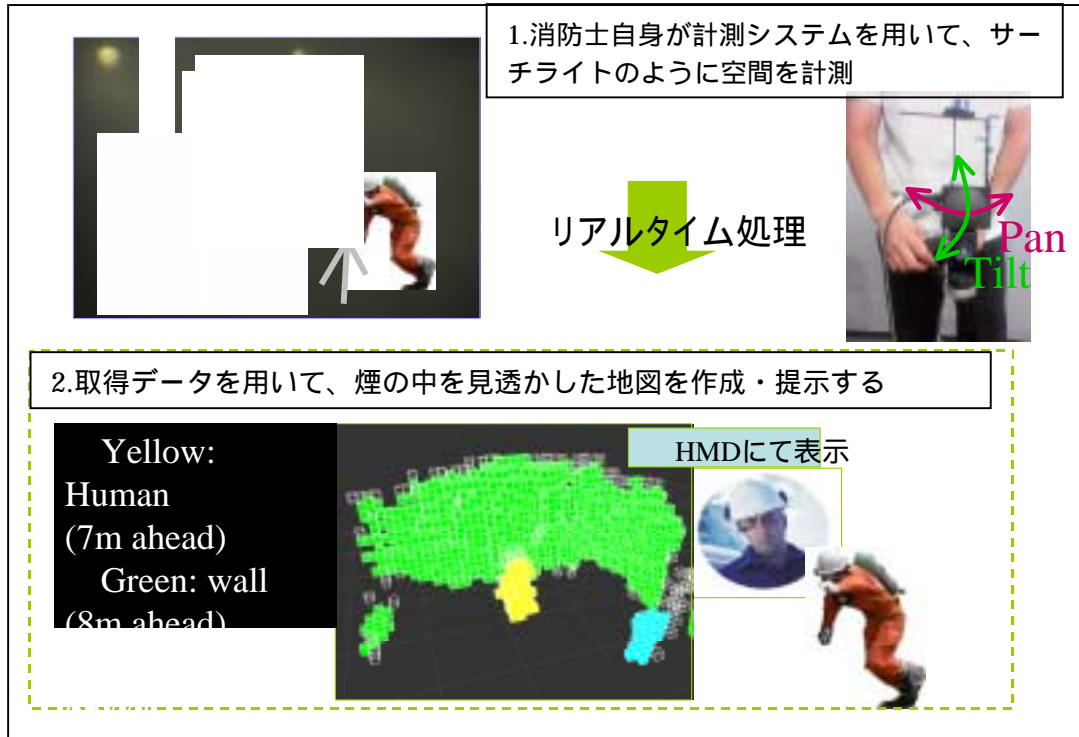 1.消防士自身が計測システムを用いて、サー
チライトのように空間を計測
リアルタイム処理
Pan
Tilt
2.取得データを用いて、煙の中を見透かした地図を作成・提示する
Yellow:
Human
(7m ahead)
Green: wall
(8m ahead)
HMDにて表示